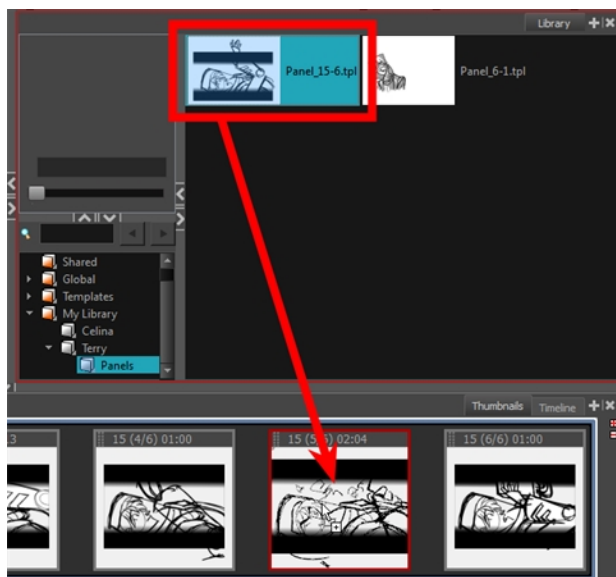 Library
Panel_15-6.tpl
Panel_6-1.tpl
Shared
Global
Templates
My Library
Celina
Terry
Panels
Thumbnails Timeline
15 (4/6) 01:00
15 (5/6) 02:04
15 (6/6) 01:00